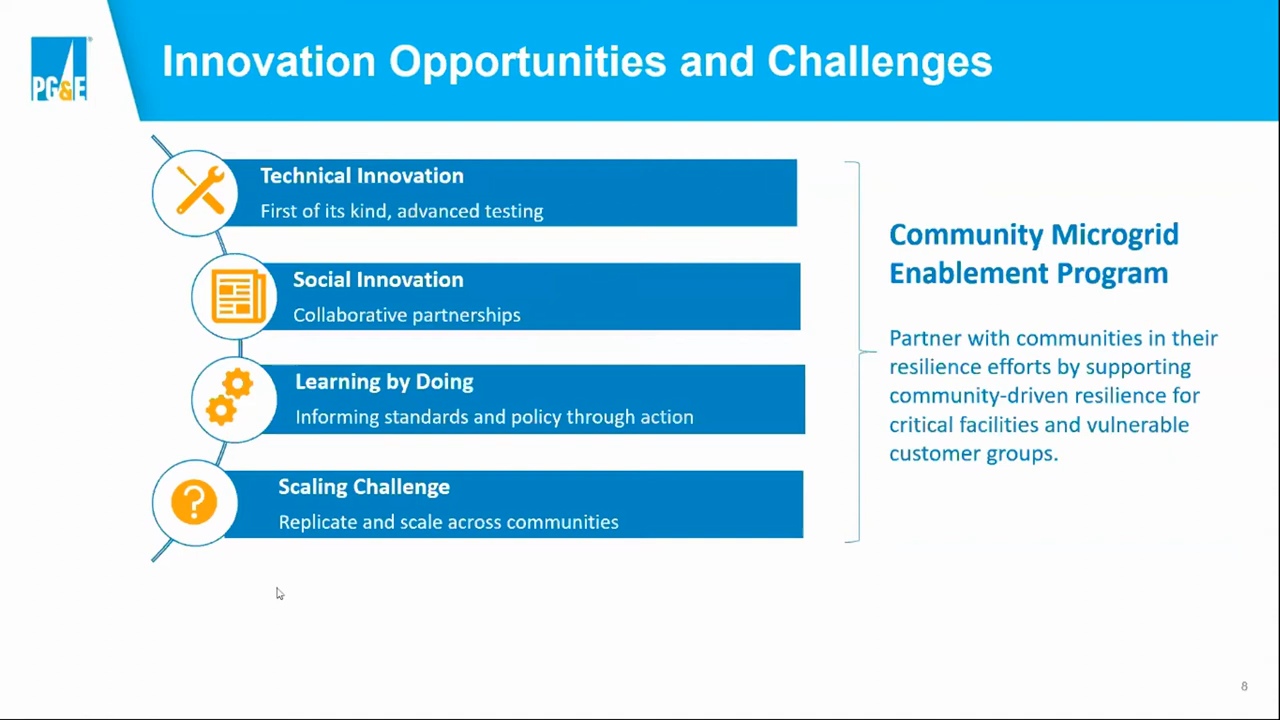 PG&E
Innovation Opportunities and Challenges
Technical Innovation
First of its kind, advanced testing
Social Innovation
Collaborative partnerships
Learning by Doing
Informing standards and policy through action
?
Scaling Challenge
Replicate and scale across communities
Community Microgrid
Enablement Program
Partner with communities in their
resilience efforts by supporting
community-driven resilience for
critical facilities and vulnerable
customer groups.
8